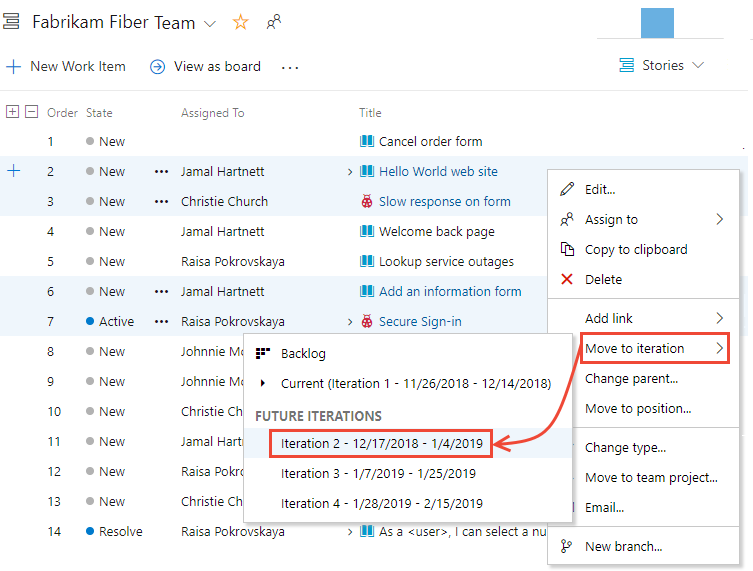 Fabrikam Fiber Team
New Work Item View as board ... Stories
Order State Assigned To Title
1 New Cancel order form
2 New ... Jamal Hartnett Hello World web site
3 New ... Christie Church Slow response on form
4 New Jamal Hartnett Welcome back page
5 New Raisa Pokrovskaya Lookup service outages
6 New ... Jamal Hartnett Add an information form
7 Active ... Raisa Pokrovskaya Secure Sign-in
8 New Johnnie
9 New Johnnie
10 New Christie
11 New Jamal
12 New Raisa
13 New Christie
14 Resolve Raisa Pokrovskaya As a <user>, I can select a
Edit...
Assign to
Copy to clipboard
Delete
Add link
Move to iteration
Change parent...
Move to position...
Change type...
Move to team project...
Email...
New branch...
Backlog
Current (Iteration 1 - 11/26/2018 - 12/14/2018)
FUTURE ITERATIONS
Iteration 2 - 12/17/2018 - 1/4/2019
Iteration 3 - 1/7/2019 - 1/25/2019
Iteration 4 - 1/28/2019 - 2/15/2019